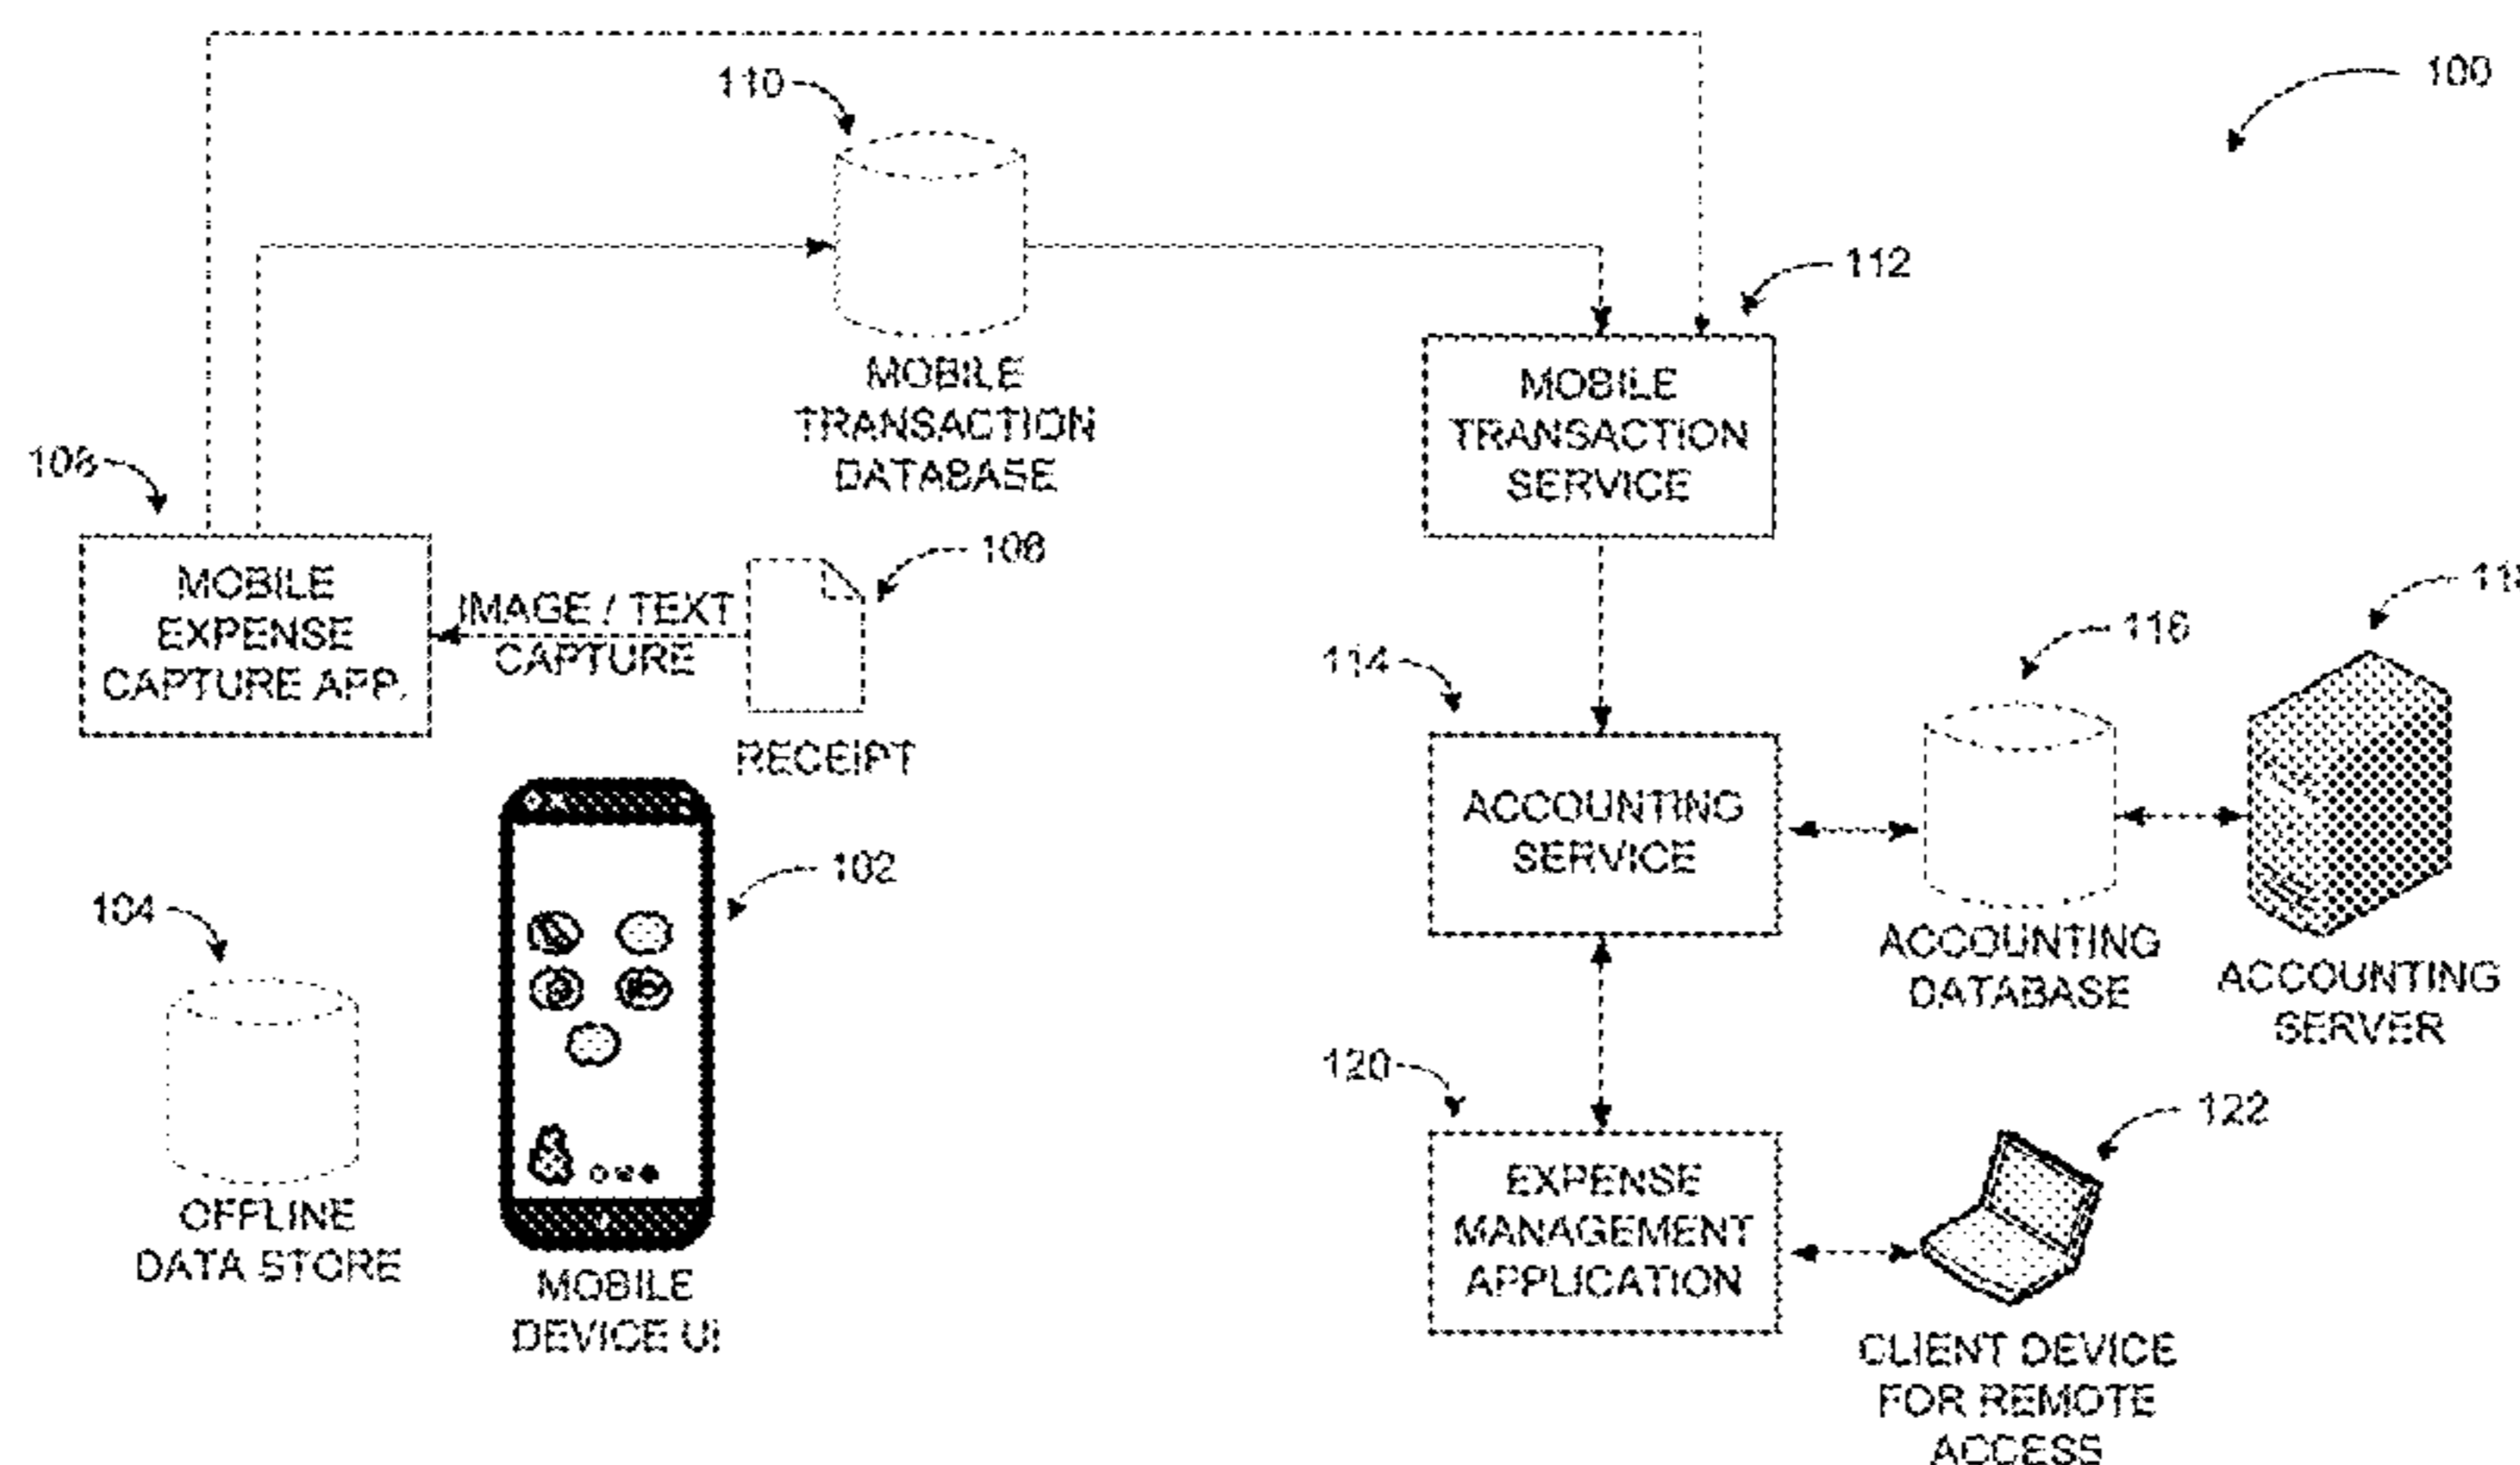 100
110
112
MOBILE
TRANSACTION
DATABASE
MOBILE
TRANSACTION
SERVICE
108
MOBILE
EXPENSE
CAPTURE APP.
IMAGE / TEXT
CAPTURE
106
RECEIPT
114
ACCOUNTING
SERVICE
116
ACCOUNTING
DATABASE
ACCOUNTING
SERVER
102
MOBILE
DEVICE UI
104
OFFLINE
DATA STORE
120
EXPENSE
MANAGEMENT
APPLICATION
122
CLIENT DEVICE
FOR REMOTE
ACCESS